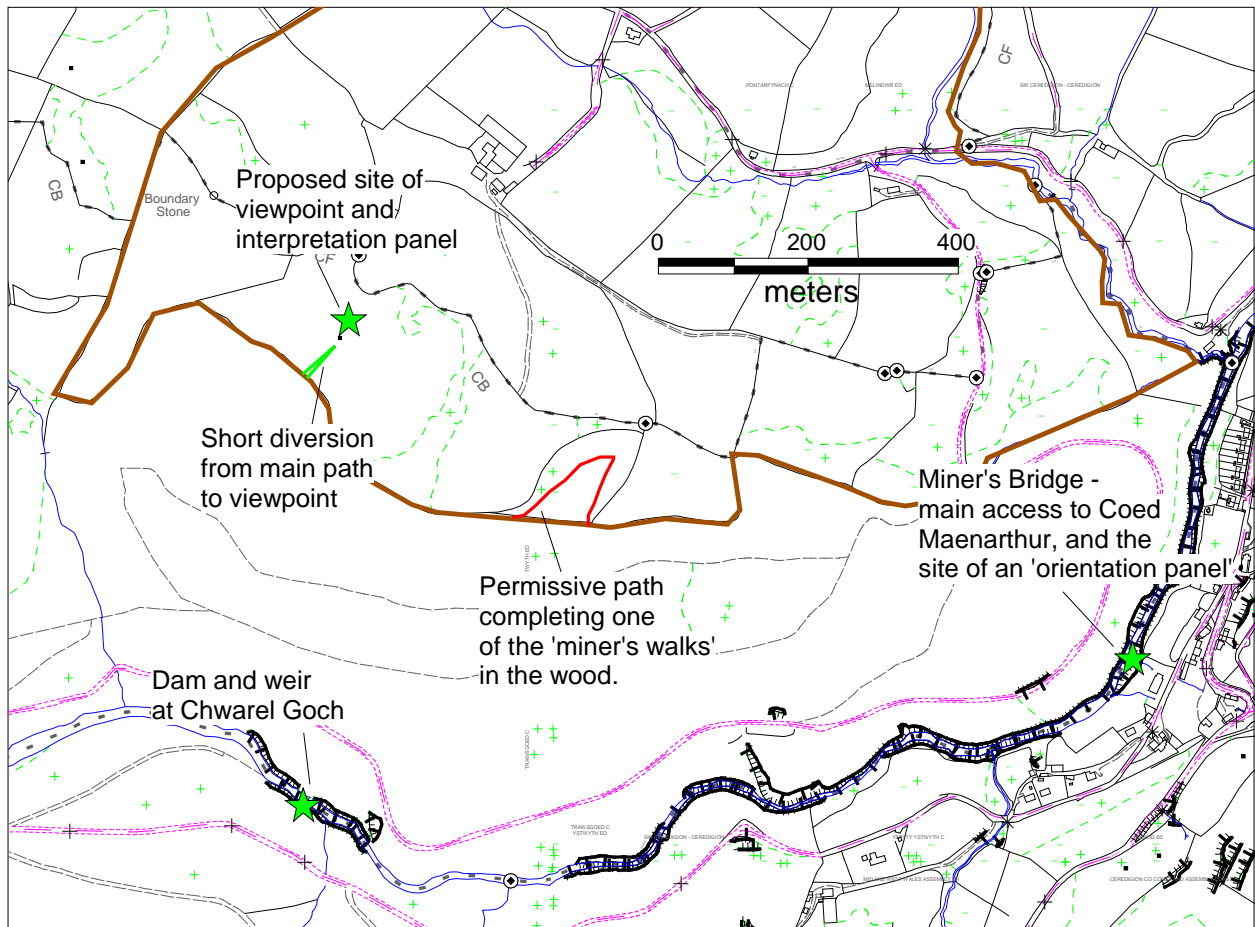 CF
PONTARFYNACH C
MELINDWR ED
SIR CEREDIGION - CEREDIGION
CB
Boundary
Stone
Proposed site of
viewpoint and
interpretation panel
CF
0 200 400
meters
CB
Short diversion
from main path
to viewpoint
Miner's Bridge -
main access to Coed
Maenarthur, and the
site of an 'orientation panel'
Permissive path
completing one
of the 'miner's walks'
in the wood.
Dam and weir
at Chwarel Goch
TRAWSGOED C
TRAWSGOED C
YSTWYTH ED